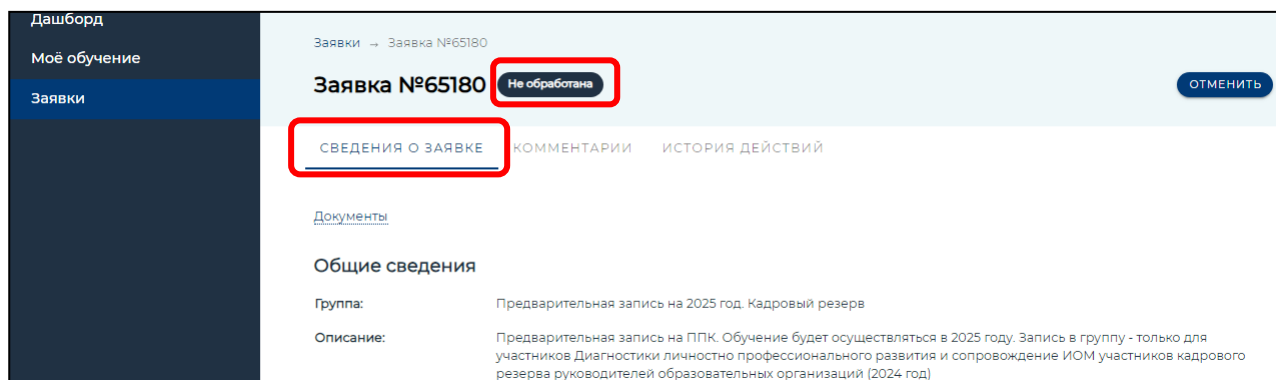 Дашборд
Моё обучение
Заявки
Заявки → Заявка №65180
Заявка №65180 Не обработана
ОТМЕНИТЬ
СВЕДЕНИЯ О ЗАЯВКЕ КОММЕНТАРИИ ИСТОРИЯ ДЕЙСТВИЙ
Документы
Общие сведения
Группа: Предварительная запись на 2025 год. Кадровый резерв
Описание: Предварительная запись на ППК. Обучение будет осуществляться в 2025 году. Запись в группу - только для
участников Диагностики личностно профессионального развития и сопровождение ИОМ участников кадрового
резерва руководителей образовательных организаций (2024 год)